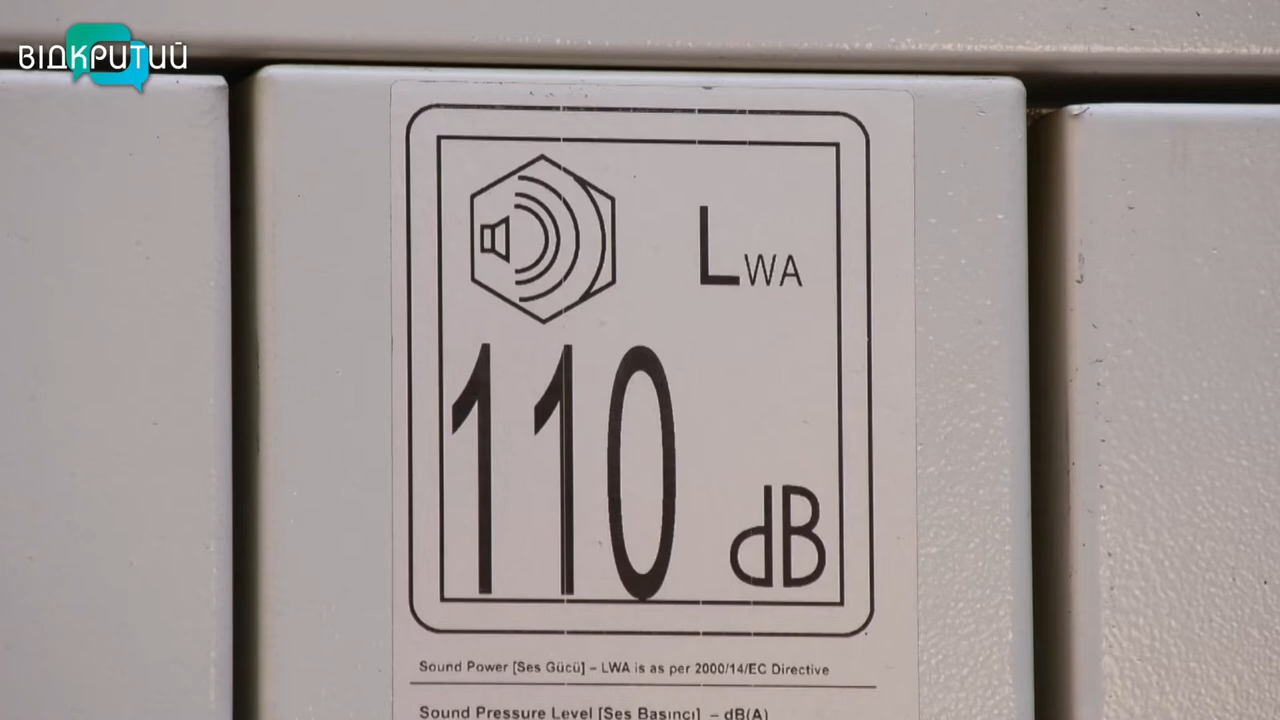 ВІДКРИТИЙ
LWA
110 dB
Sound Power [Ses Gücü] – LWA is as per 2000/14/EC Directive
Sound Pressure Level [Ses Basıncı] – dB(A)